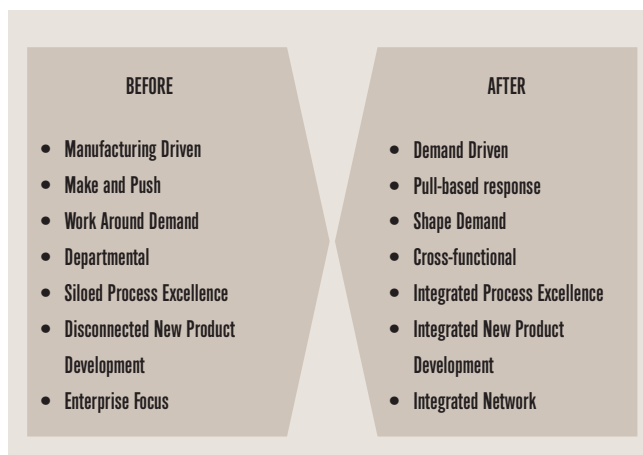 BEFORE
• Manufacturing Driven
• Make and Push
• Work Around Demand
• Departmental
• Siloed Process Excellence
• Disconnected New Product
Development
• Enterprise Focus
AFTER
• Demand Driven
• Pull-based response
• Shape Demand
• Cross-functional
• Integrated Process Excellence
• Integrated New Product
Development
• Integrated Network